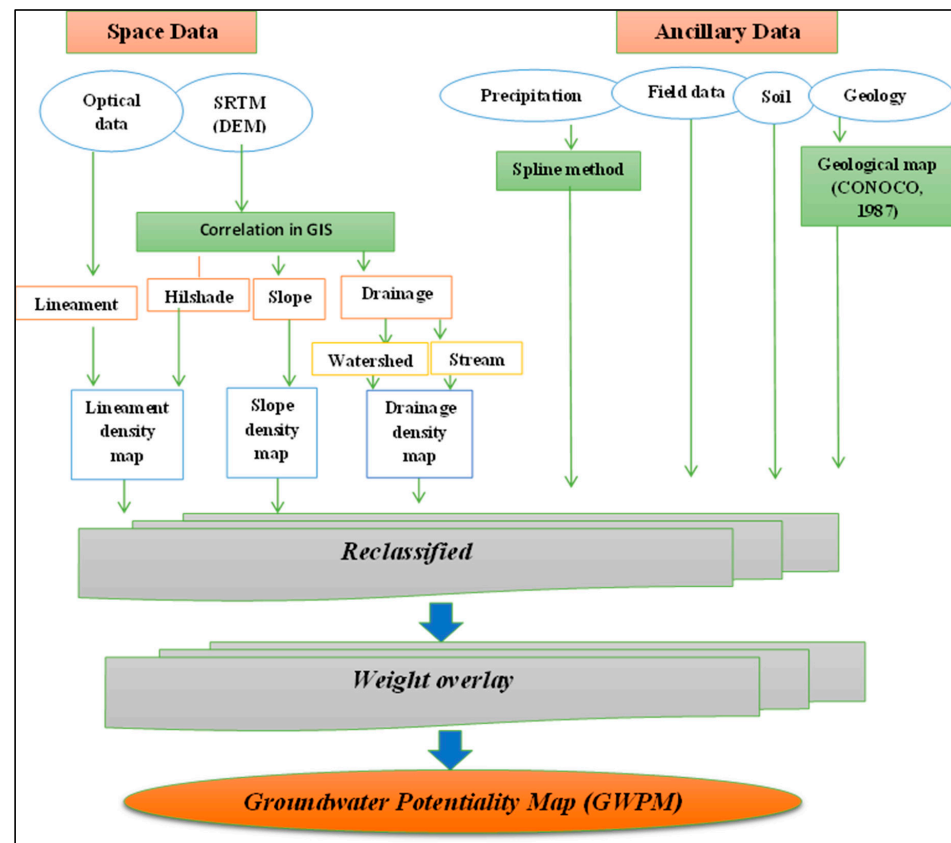 Space Data
Ancillary Data
Optical
data
SRTM
(DEM)
Precipitation
Field data
Soil
Geology
Spline method
Geological map
(CONOCO,
1987)
Correlation in GIS
Lineament
Hilshade
Slope
Drainage
Watershed
Stream
Lineament
density
map
Slope
density
map
Drainage
density
map
Reclassified
Weight overlay
Groundwater Potentiality Map (GWPM)